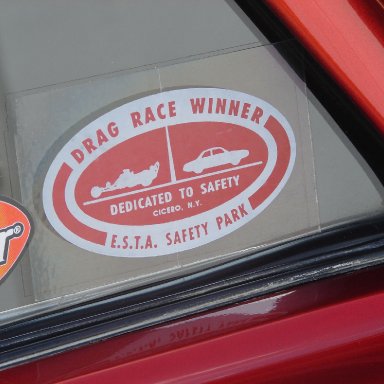 DRAG RACE WINNER
DEDICATED TO SAFETY
CICERO, N.Y.
E.S.T.A. SAFETY PARK